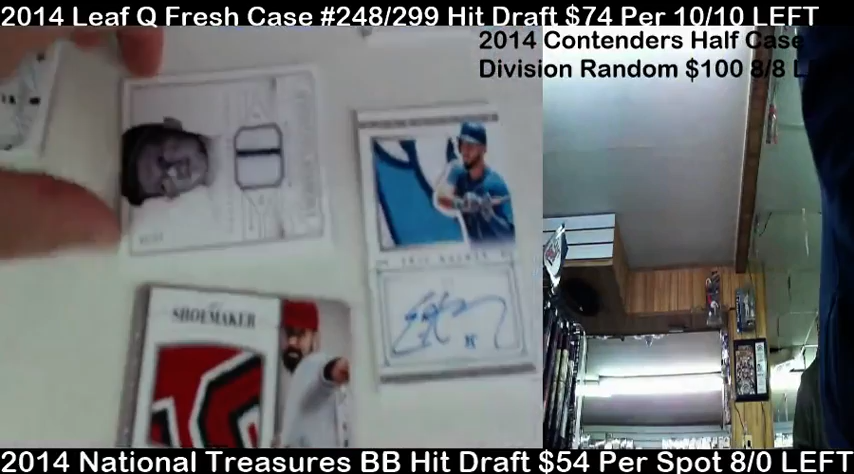 2014 Leaf Q Fresh Case #248/299 Hit Draft $74 Per 10/10 LEFT
2014 Contenders Half Case
Division Random $100 8/8 L
SHOEMAKER
2014 National Treasures BB Hit Draft $54 Per Spot 8/0 LEFT